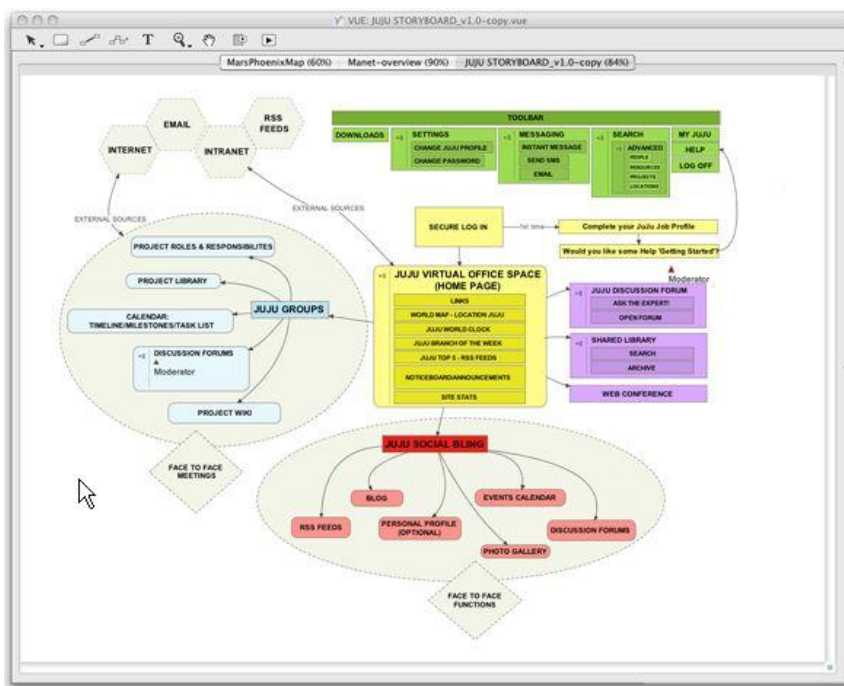 VUE: JUJU STORYBOARD_v1.0-copy.vue
T
MarsPhoenixMap (60%) Manet-overview (90%) JUJU STORYBOARD_v1.0-copy (84%)
INTERNET
EMAIL
INTRANET
RSS
FEEDS
TOOLBAR
DOWNLOADS
SETTINGS
CHANGE JUJU PROFILE
CHANGE PASSWORD
MESSAGING
INSTANT MESSAGE
SEND SMS
EMAIL
SEARCH
ADVANCED
PEOPLE
RESOURCES
PROJECTS
LOCATIONS
MY JUJU
HELP
LOG OFF
EXTERNAL SOURCES
EXTERNAL SOURCES
SECURE LOG IN
1st time
Complete your JuJu Job Profile
Would you like some Help 'Getting Started'?
Moderator
PROJECT ROLES & RESPONSIBILITES
PROJECT LIBRARY
JUJU GROUPS
CALENDAR:
TIMELINE/MILESTONES/TASK LIST
DISCUSSION FORUMS
Moderator
PROJECT WIKI
FACE TO FACE
MEETINGS
JUJU VIRTUAL OFFICE SPACE
(HOME PAGE)
LINKS
WORLD MAP - LOCATION JUJU
JUJU WORLD CLOCK
JUJU BRANCH OF THE WEEK
JUJU TOP 5 - RSS FEEDS
NOTICEBOARDANNOUNCEMENTS
SITE STATS
JUJU DISCUSSION FORUM
ASK THE EXPERT!
OPEN FORUM
SHARED LIBRARY
SEARCH
ARCHIVE
WEB CONFERENCE
JUJU SOCIAL BLING
RSS FEEDS
BLOG
PERSONAL PROFILE
(OPTIONAL)
EVENTS CALENDAR
PHOTO GALLERY
DISCUSSION FORUMS
FACE TO FACE
FUNCTIONS